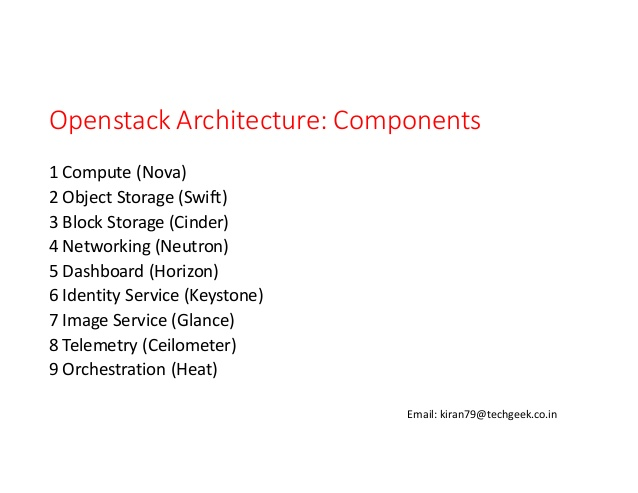 Openstack Architecture: Components
1 Compute (Nova)
2 Object Storage (Swift)
3 Block Storage (Cinder)
4 Networking (Neutron)
5 Dashboard (Horizon)
6 Identity Service (Keystone)
7 Image Service (Glance)
8 Telemetry (Ceilometer)
9 Orchestration (Heat)
Email: kiran79@techgeek.co.in